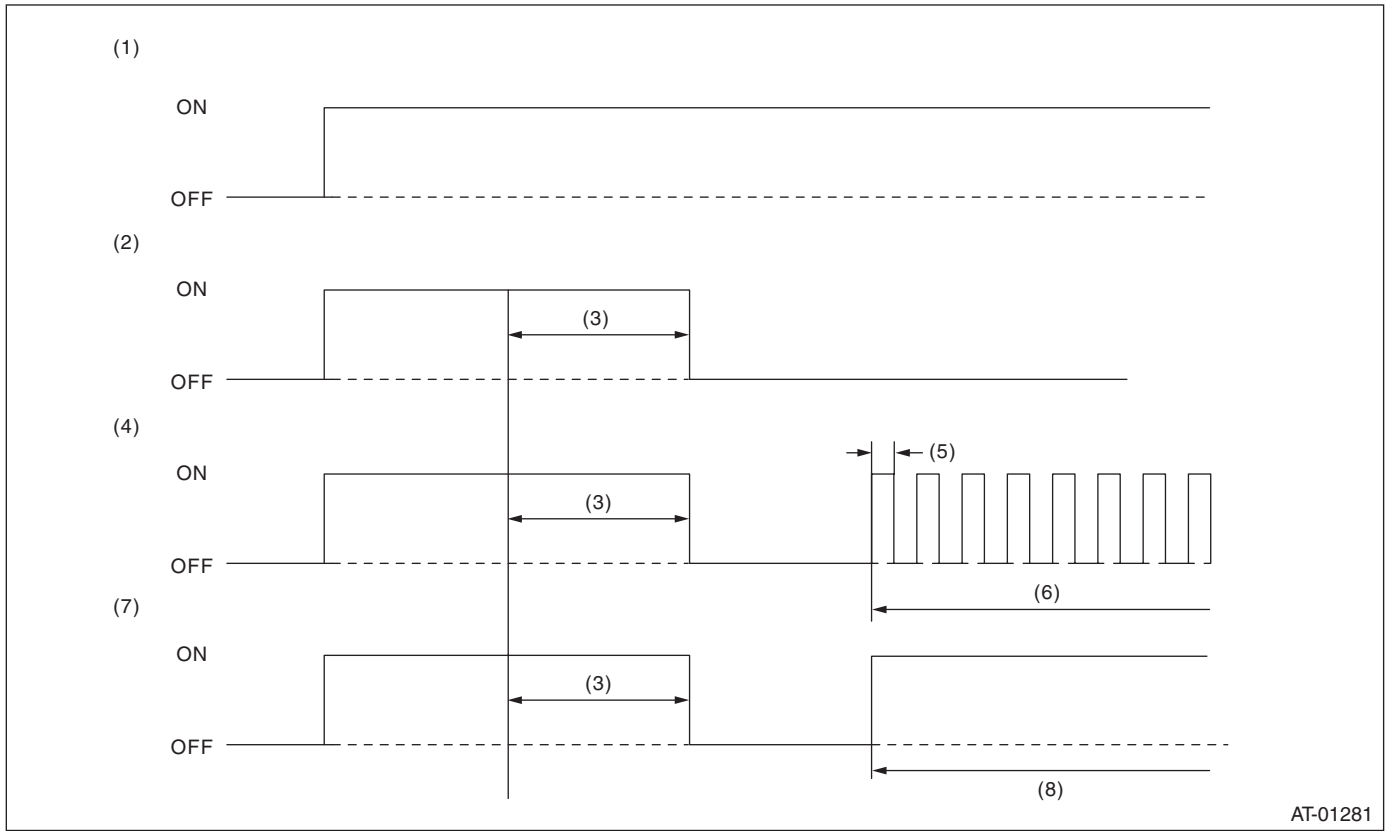 (1)
ON
OFF
(2)
ON
(3)
OFF
(4)
(5)
ON
(3)
OFF
(6)
(7)
ON
(3)
OFF
(8)
AT-01281